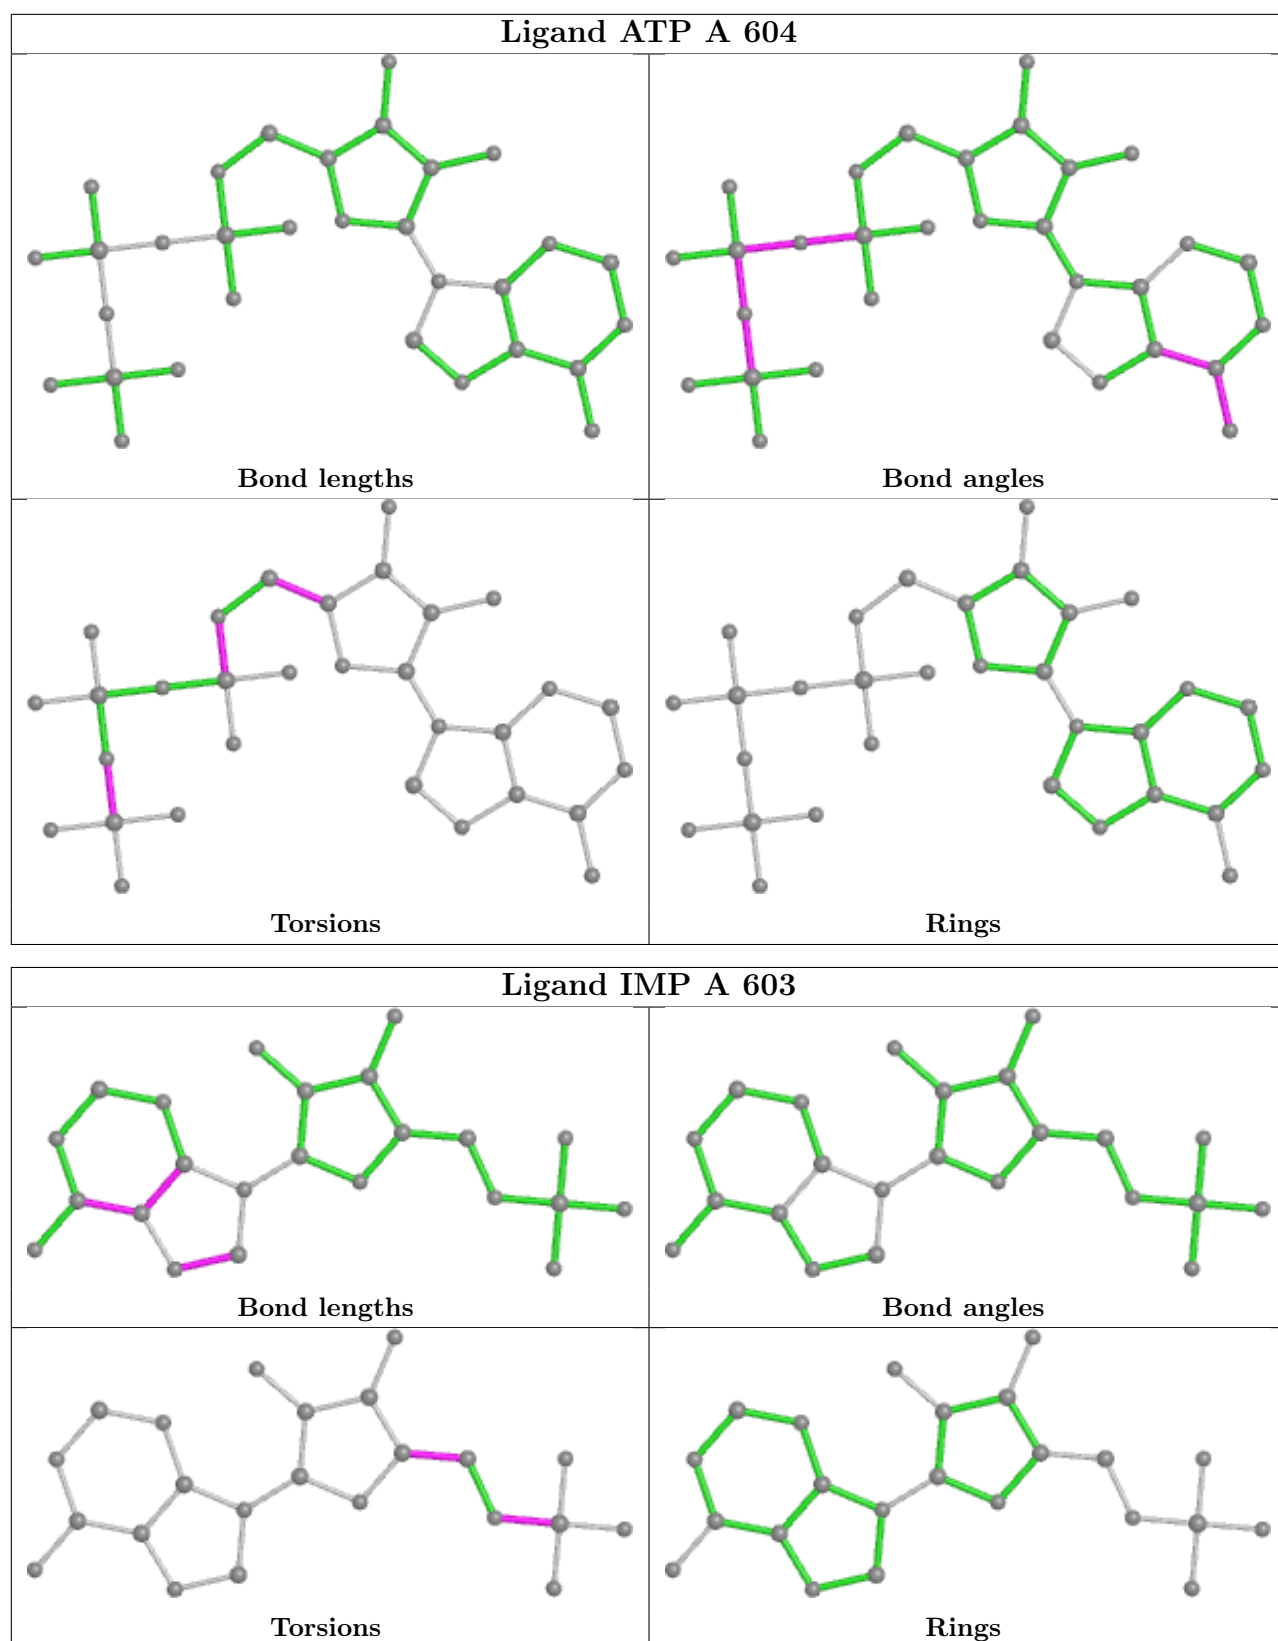 Ligand ATP A 604
Bond lengths
Bond angles
Torsions
Rings
Ligand IMP A 603
Bond lengths
Bond angles
Torsions
Rings